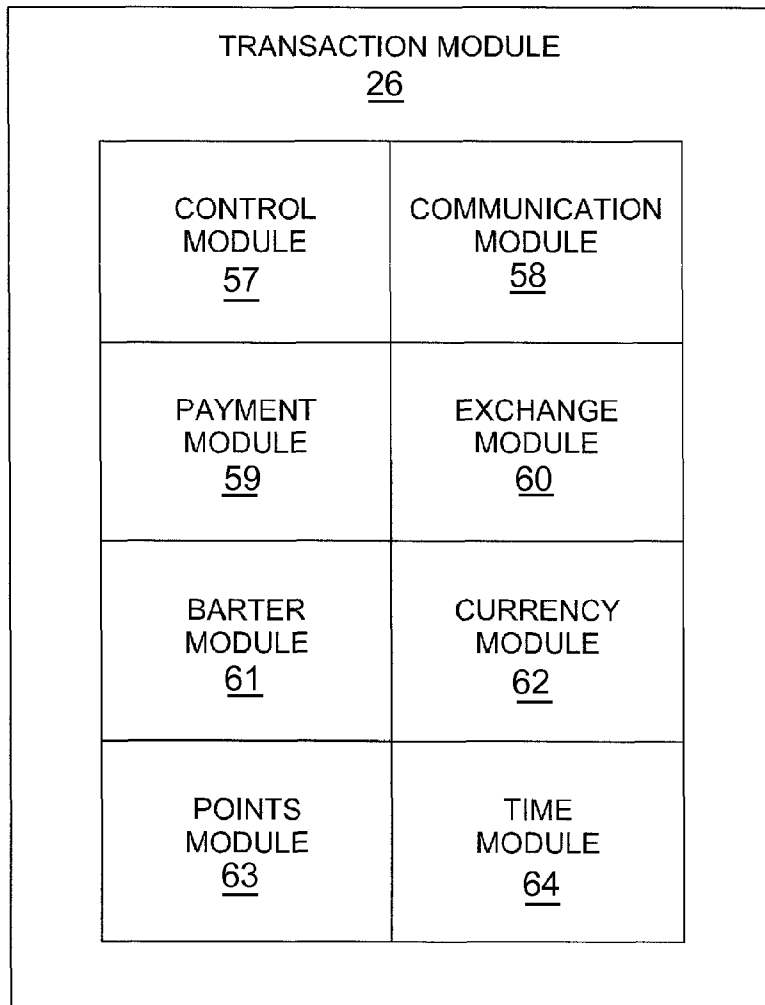 TRANSACTION MODULE
26
CONTROL
MODULE
57
COMMUNICATION
MODULE
58
PAYMENT
MODULE
59
EXCHANGE
MODULE
60
BARTER
MODULE
61
CURRENCY
MODULE
62
POINTS
MODULE
63
TIME
MODULE
64